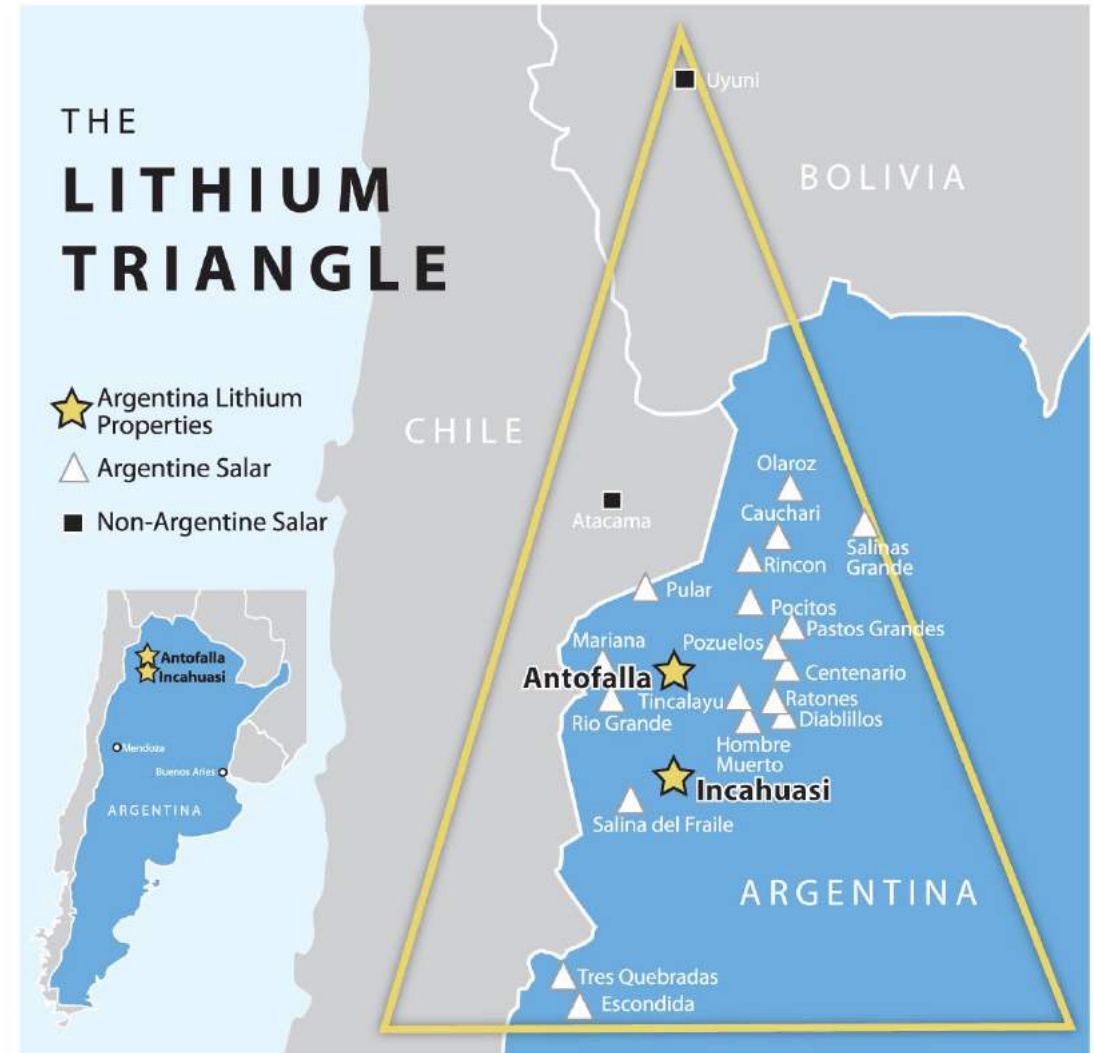 THE
LITHIUM
TRIANGLE
Argentina Lithium
Properties
Argentine Salar
Non-Argentine Salar
Antofalla
Incahuasi
Mendoza
Buenos Aries
ARGENTINA
Uyuni
BOLIVIA
CHILE
Atacama
Olaroz
Cauchari
Rincon
Salinas
Grande
Pular
Pocitos
Pastos Grandes
Mariana
Pozuelos
Antofalla
Centenario
Tincalayu
Ratones
Rio Grande
Diablillos
Hombre
Muerto
Incahuasi
Salina del Fraile
ARGENTINA
Tres Quebradas
Escondida